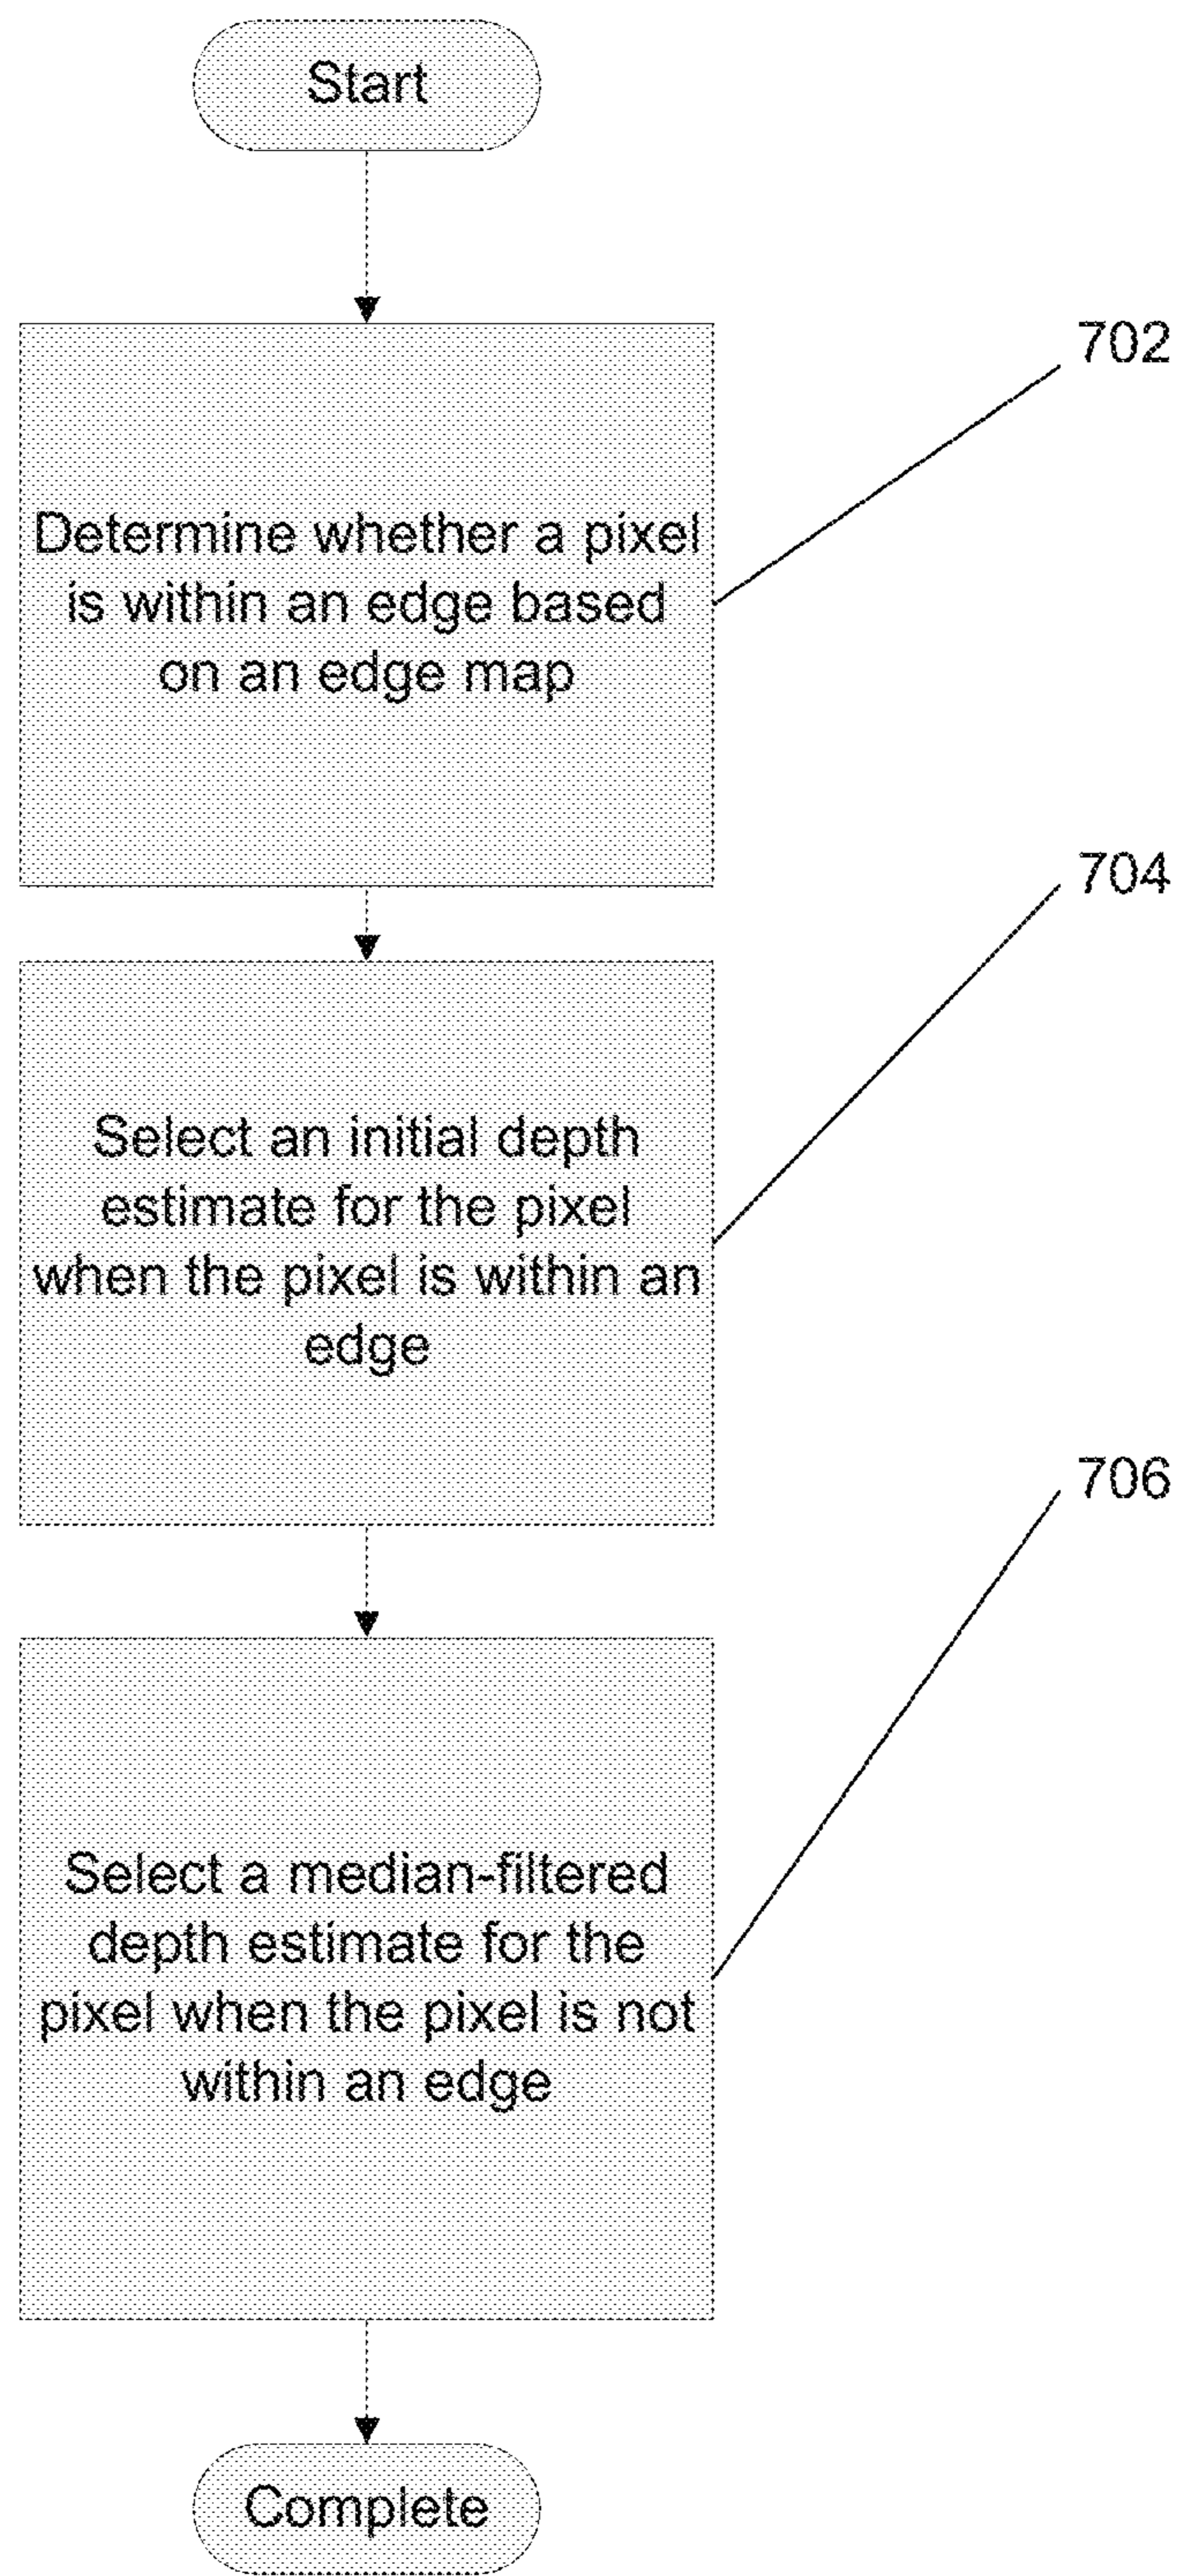 Start
702
Determine whether a pixel
is within an edge based
on an edge map
704
Select an initial depth
estimate for the pixel
when the pixel is within an
edge
706
Select a median-filtered
depth estimate for the
pixel when the pixel is not
within an edge
Complete